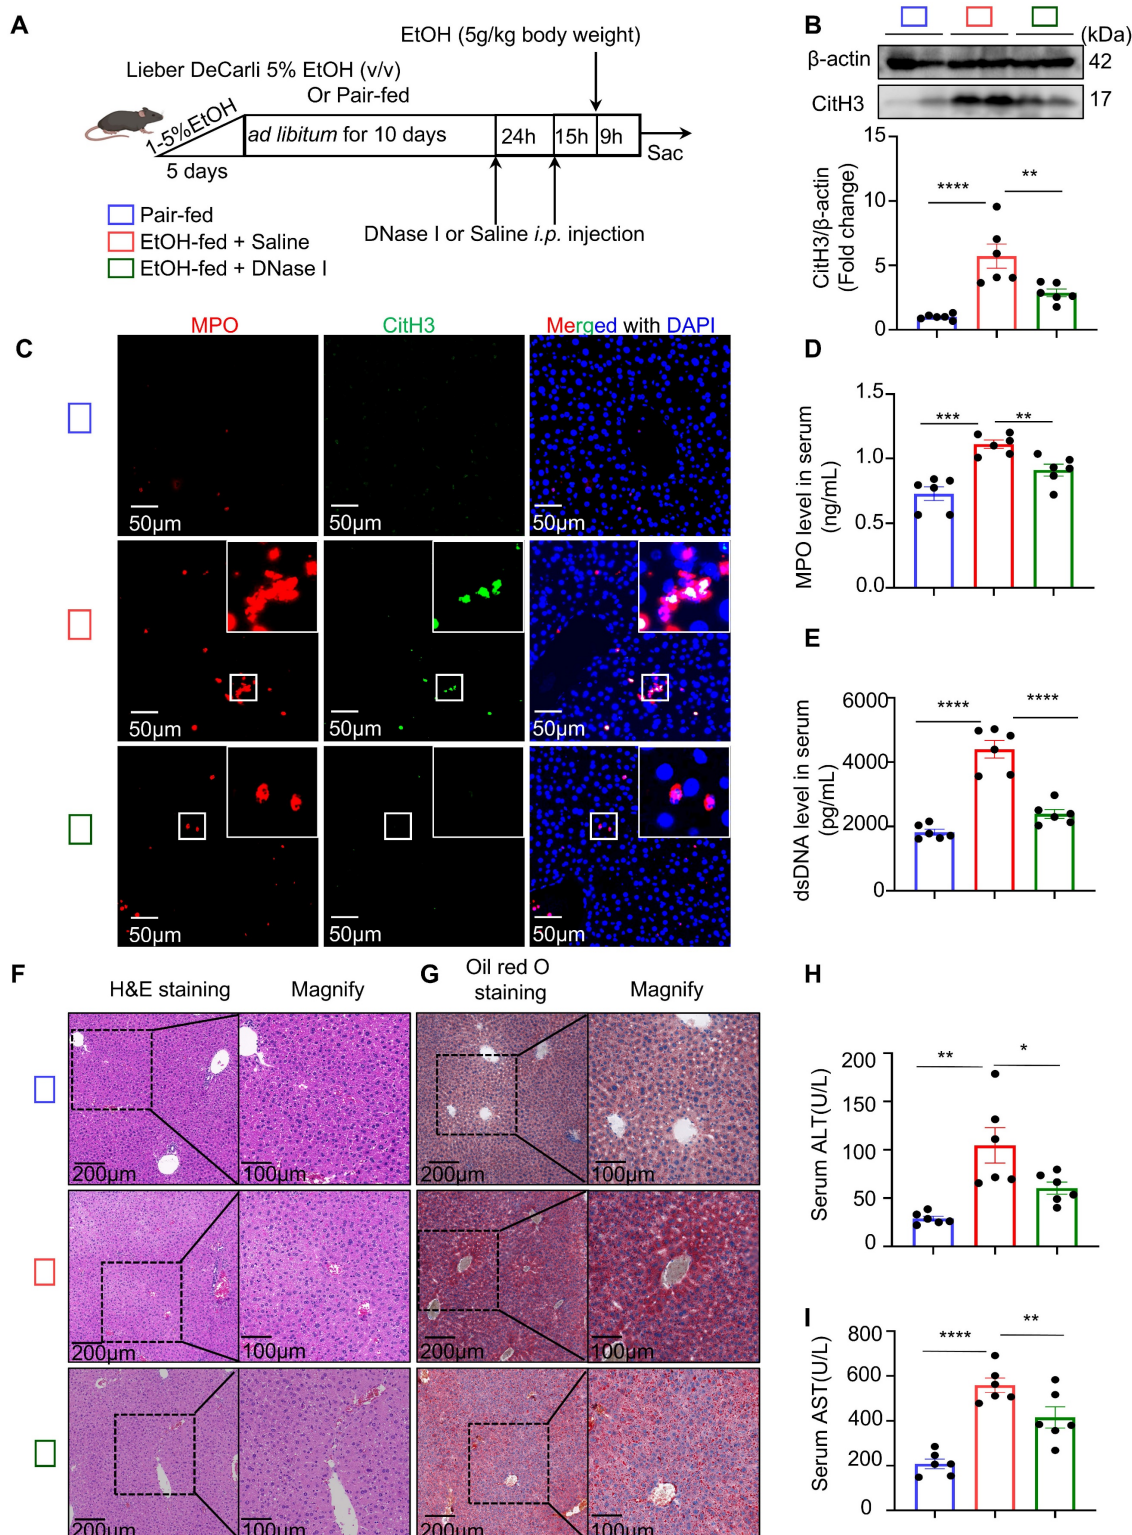 A
EtOH (5g/kg body weight)
Lieber DeCarli 5% EtOH (v/v)
Or Pair-fed
1-5%EtOH
ad libitum for 10 days
24h
15h
9h
Sac
5 days
DNase I or Saline i.p. injection
Pair-fed
EtOH-fed + Saline
EtOH-fed + DNase I
B
(kDa)
β-actin
42
CitH3
17
CitH3/β-actin
(Fold change)
15
10
5
0
****
**
C
MPO
CitH3
Merged with DAPI
50μm
50μm
50μm
50μm
50μm
50μm
50μm
50μm
50μm
D
MPO level in serum
(ng/mL)
1.5
1.0
0.5
0.0
***
**
E
dsDNA level in serum
(pg/mL)
6000
4000
2000
0
****
****
F
H&E staining
Magnify
200μm
100μm
200μm
100μm
200μm
100μm
G
Oil red O
staining
Magnify
200μm
100μm
200μm
100μm
200μm
100μm
H
Serum ALT(U/L)
200
150
100
50
0
**
*
I
Serum AST(U/L)
800
600
400
200
0
****
**